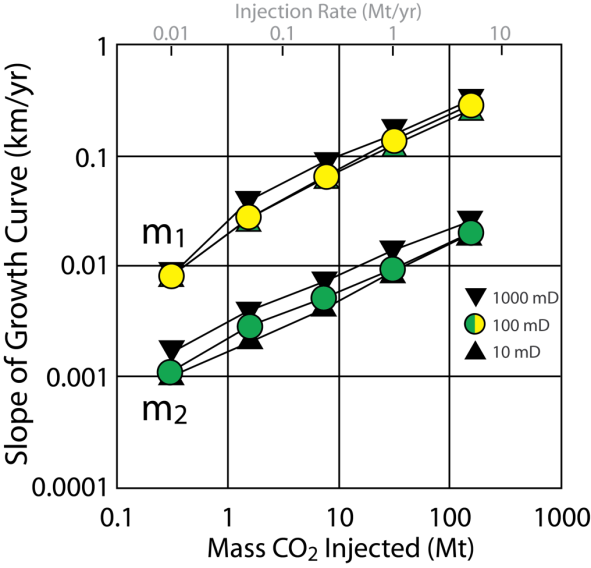 Injection Rate (Mt/yr)
0.01 0.1 1 10
Slope of Growth Curve (km/yr)
1
0.1
0.01
0.001
0.0001
m1
m2
1000 mD
100 mD
10 mD
0.1 1 10 100 1000
Mass CO2 Injected (Mt)